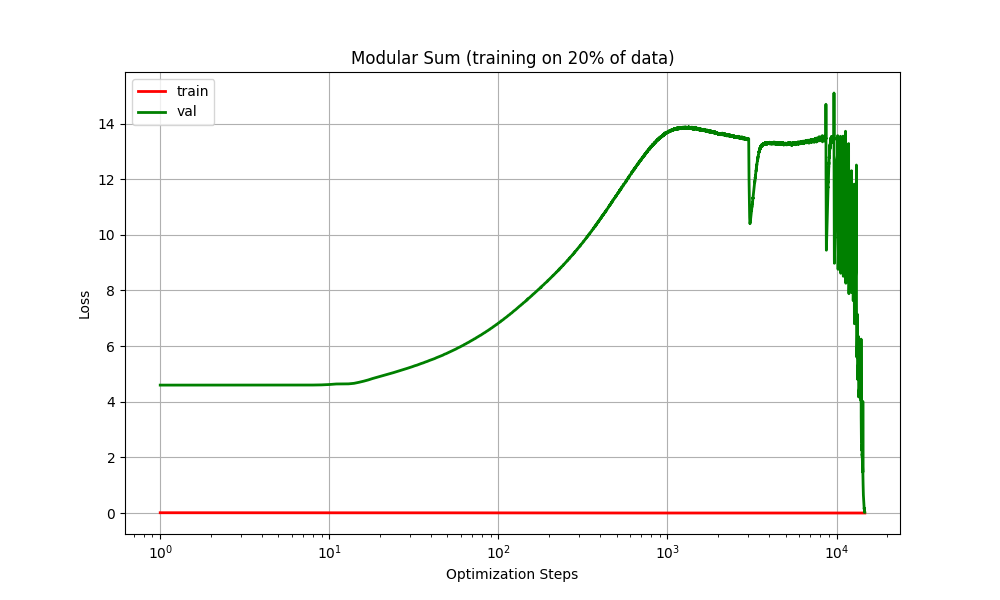 Modular Sum (training on 20% of data)
train
val
14
12
10
8
6
4
2
0
Loss
10⁰ 10¹ 10² 10³ 10⁴
Optimization Steps